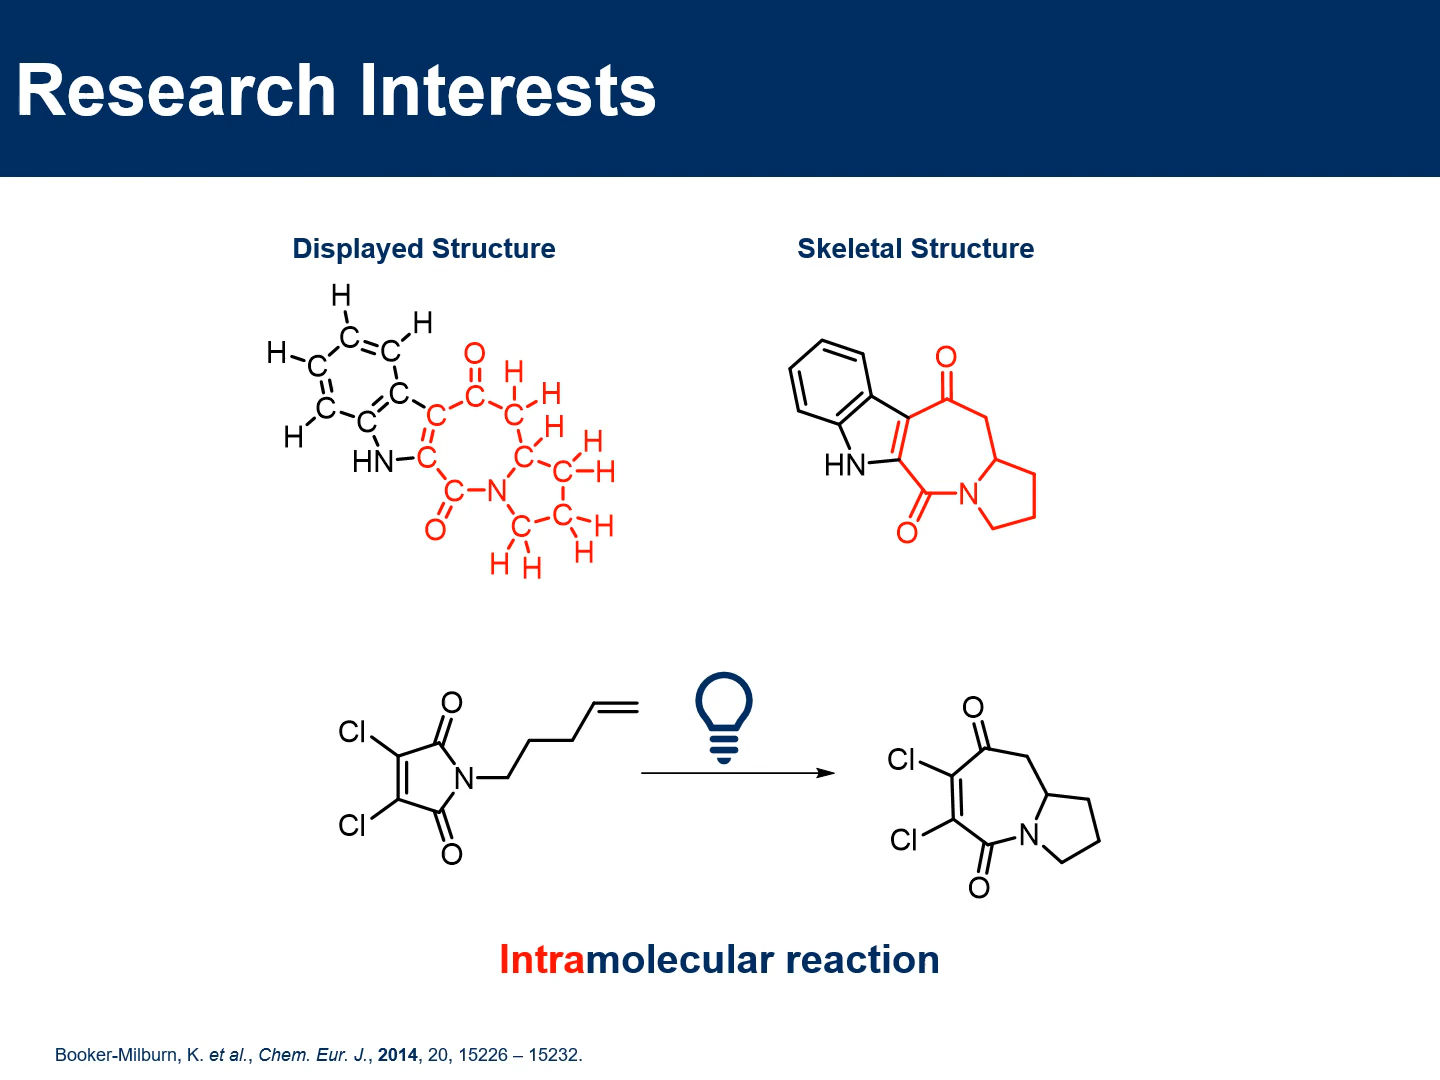 Research Interests
Displayed Structure
Skeletal Structure
H
H
H
C
C
C
C
C
C
H
HN
C
C
C
O
C
H
H
C
H
C
C
H
H
C
N
O
C
C
H
H
H
H
O
HN
N
O
O
Cl
N
Cl
O
O
Cl
Cl
N
O
Intramolecular reaction
Booker-Milburn, K. et al., Chem. Eur. J., 2014, 20, 15226 – 15232.